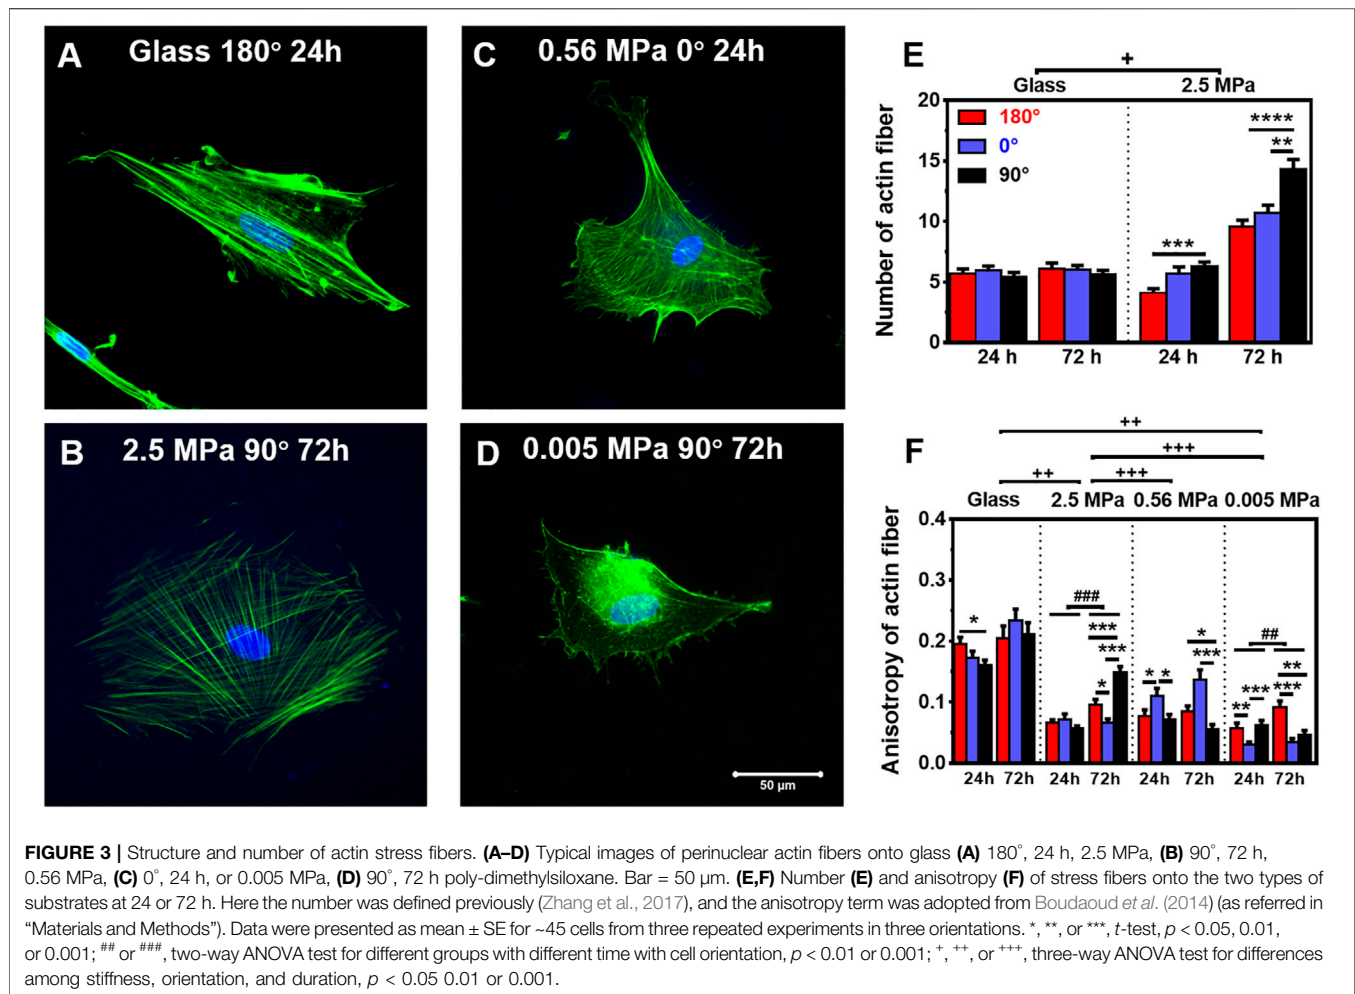 A Glass 180° 24h
C 0.56 MPa 0° 24h
B 2.5 MPa 90° 72h
D 0.005 MPa 90° 72h
50 μm
E
+
Glass 2.5 MPa
Number of actin fiber
20
15
10
5
0
180°
0°
90°
***
****
**
24 h 72 h 24 h 72 h
F
++
+++
++ +++
Glass 2.5 MPa 0.56 MPa 0.005 MPa
Anisotropy of actin fiber
0.4
0.3
0.2
0.1
0.0
*
###
***
***
*
* *
*
***
##
**
*** ***
**
24h 72h 24h 72h 24h 72h 24h 72h
FIGURE 3 | Structure and number of actin stress fibers. (A–D) Typical images of perinuclear actin fibers onto glass (A) 180°, 24 h, 2.5 MPa, (B) 90°, 72 h,
0.56 MPa, (C) 0°, 24 h, or 0.005 MPa, (D) 90°, 72 h poly-dimethylsiloxane. Bar = 50 μm. (E,F) Number (E) and anisotropy (F) of stress fibers onto the two types of
substrates at 24 or 72 h. Here the number was defined previously (Zhang et al., 2017), and the anisotropy term was adopted from Boudaoud et al. (2014) (as referred in
“Materials and Methods”). Data were presented as mean ± SE for ~45 cells from three repeated experiments in three orientations. *, **, or ***, t-test, p < 0.05, 0.01,
or 0.001; ## or ###, two-way ANOVA test for different groups with different time with cell orientation, p < 0.01 or 0.001; +, ++, or +++, three-way ANOVA test for differences
among stiffness, orientation, and duration, p < 0.05 0.01 or 0.001.